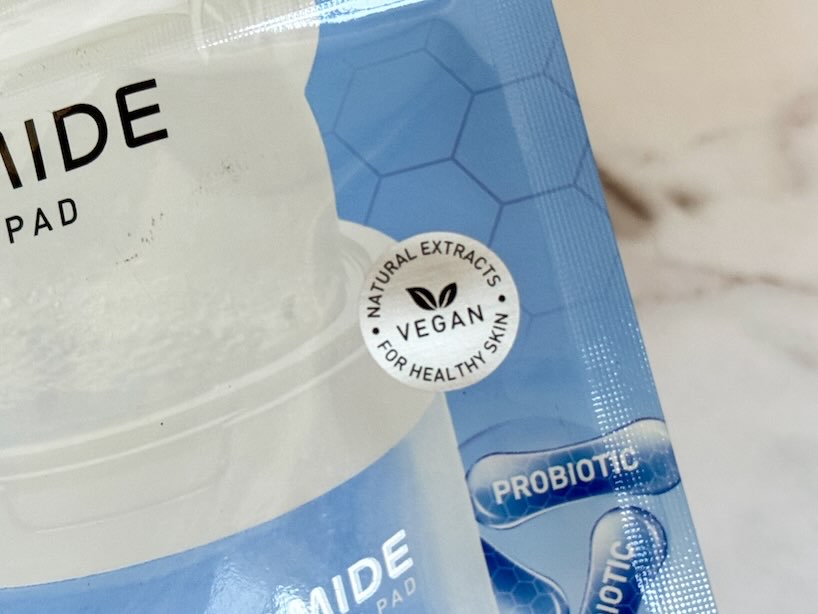 MIDE
PAD
NATURAL EXTRACTS
VEGAN
FOR HEALTHY SKIN
PROBIOTIC
IOTIC
MIDE
PAD